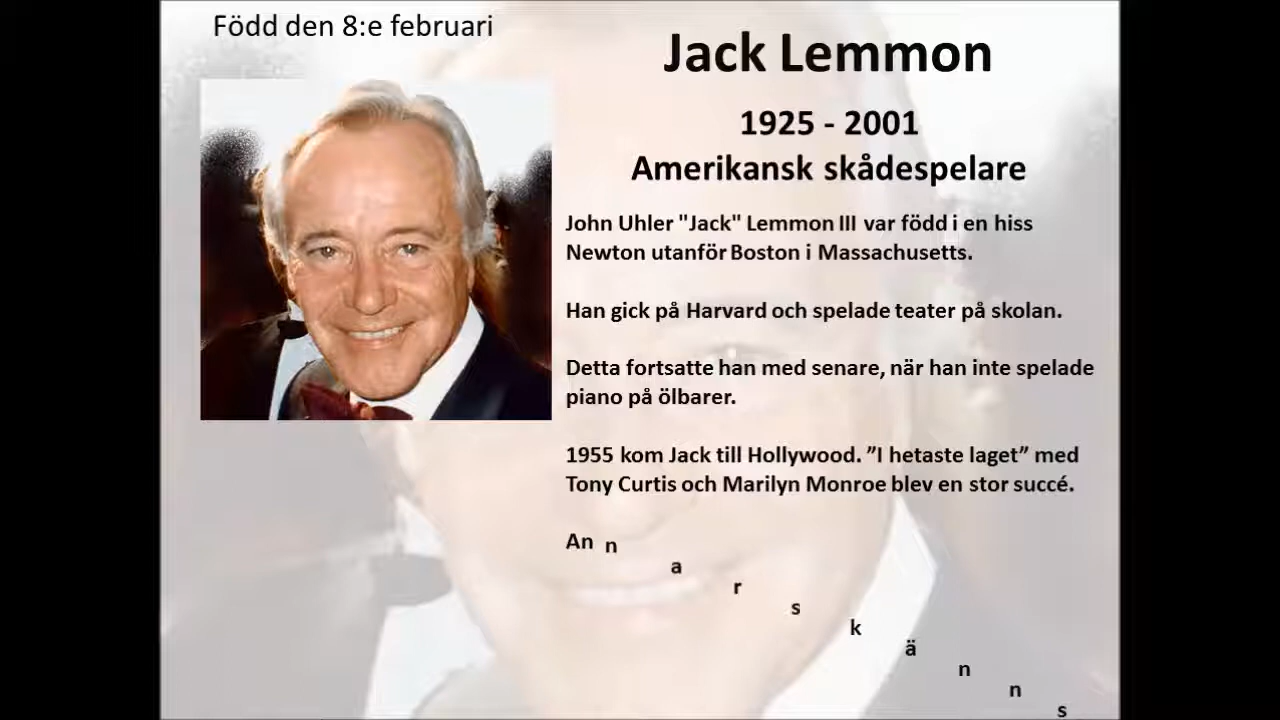 Född den 8:e februari
Jack Lemmon
1925 - 2001
Amerikansk skådespelare
John Uhler "Jack" Lemmon III var född i en hiss
Newton utanför Boston i Massachusetts.
Han gick på Harvard och spelade teater på skolan.
Detta fortsatte han med senare, när han inte spelade
piano på ölbarer.
1955 kom Jack till Hollywood. ”I hetaste laget” med
Tony Curtis och Marilyn Monroe blev en stor succé.
Annars känns